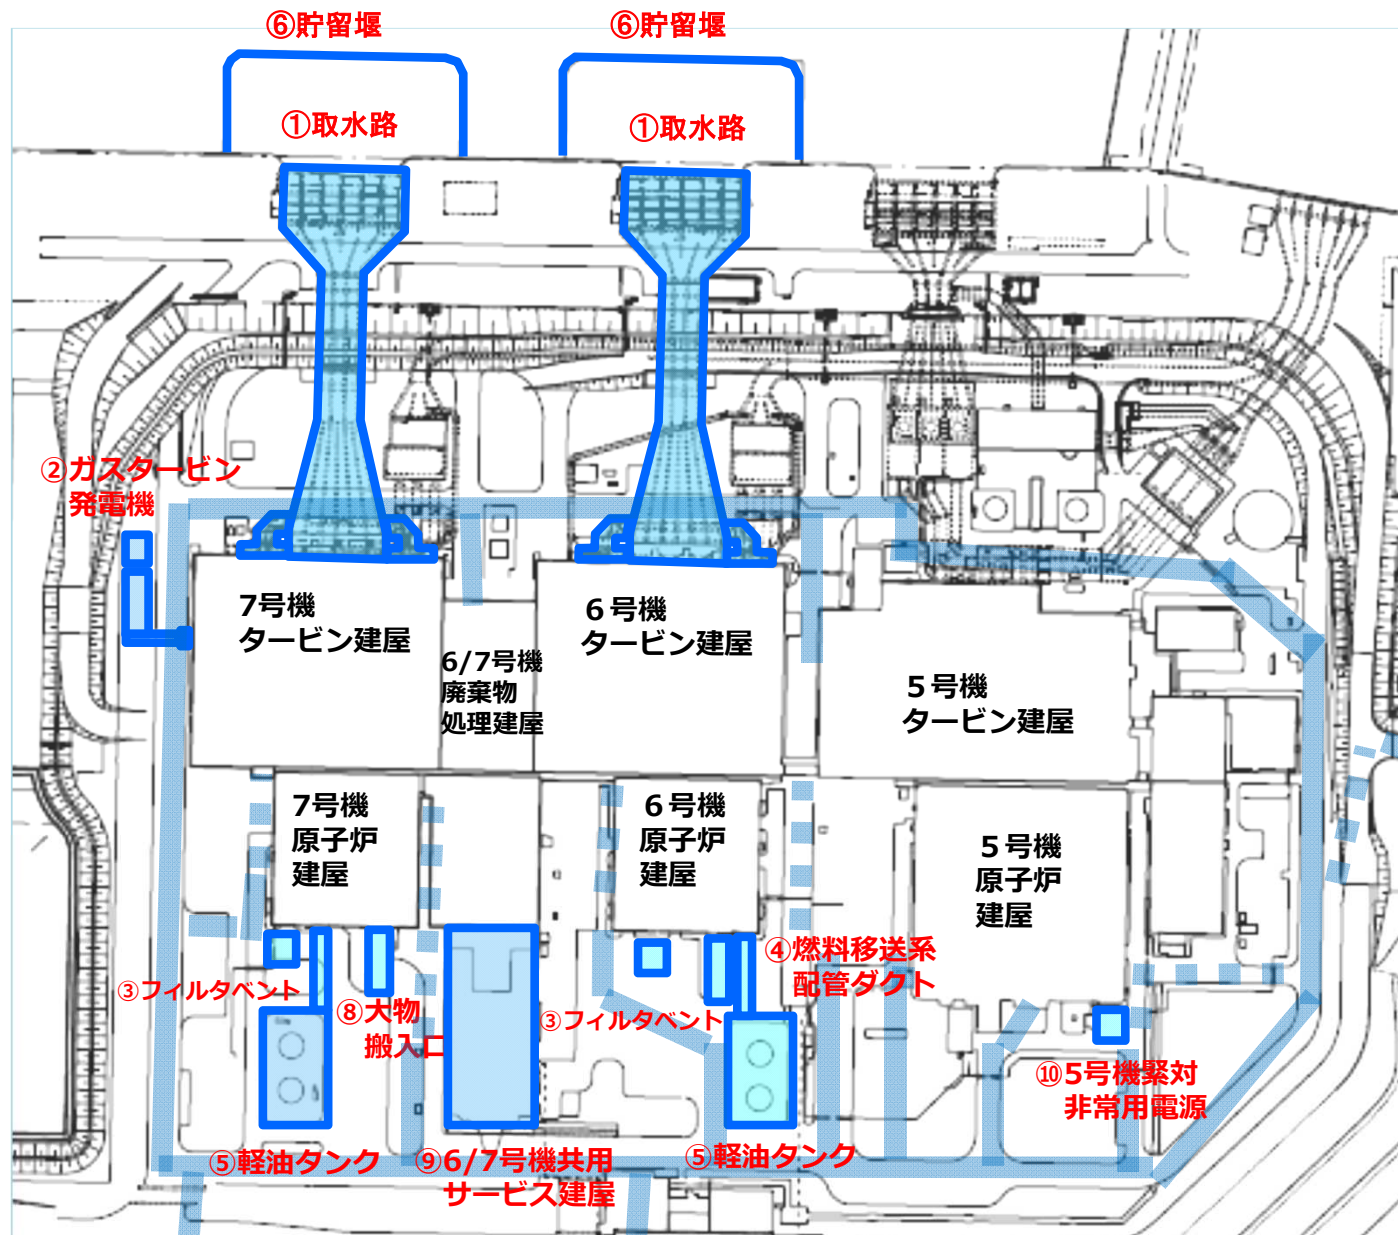 ⑥貯留堰
⑥貯留堰
①取水路
①取水路
②ガスタービン
発電機
7号機
タービン建屋
6/7号機
廃棄物
処理建屋
６号機
タービン建屋
５号機
タービン建屋
7号機
原子炉
建屋
６号機
原子炉
建屋
５号機
原子炉
建屋
③フィルタベント
⑧大物
搬入口
③フィルタベント
④燃料移送系
配管ダクト
⑩5号機緊対
非常用電源
⑤軽油タンク
⑨6/7号機共用
サービス建屋
⑤軽油タンク